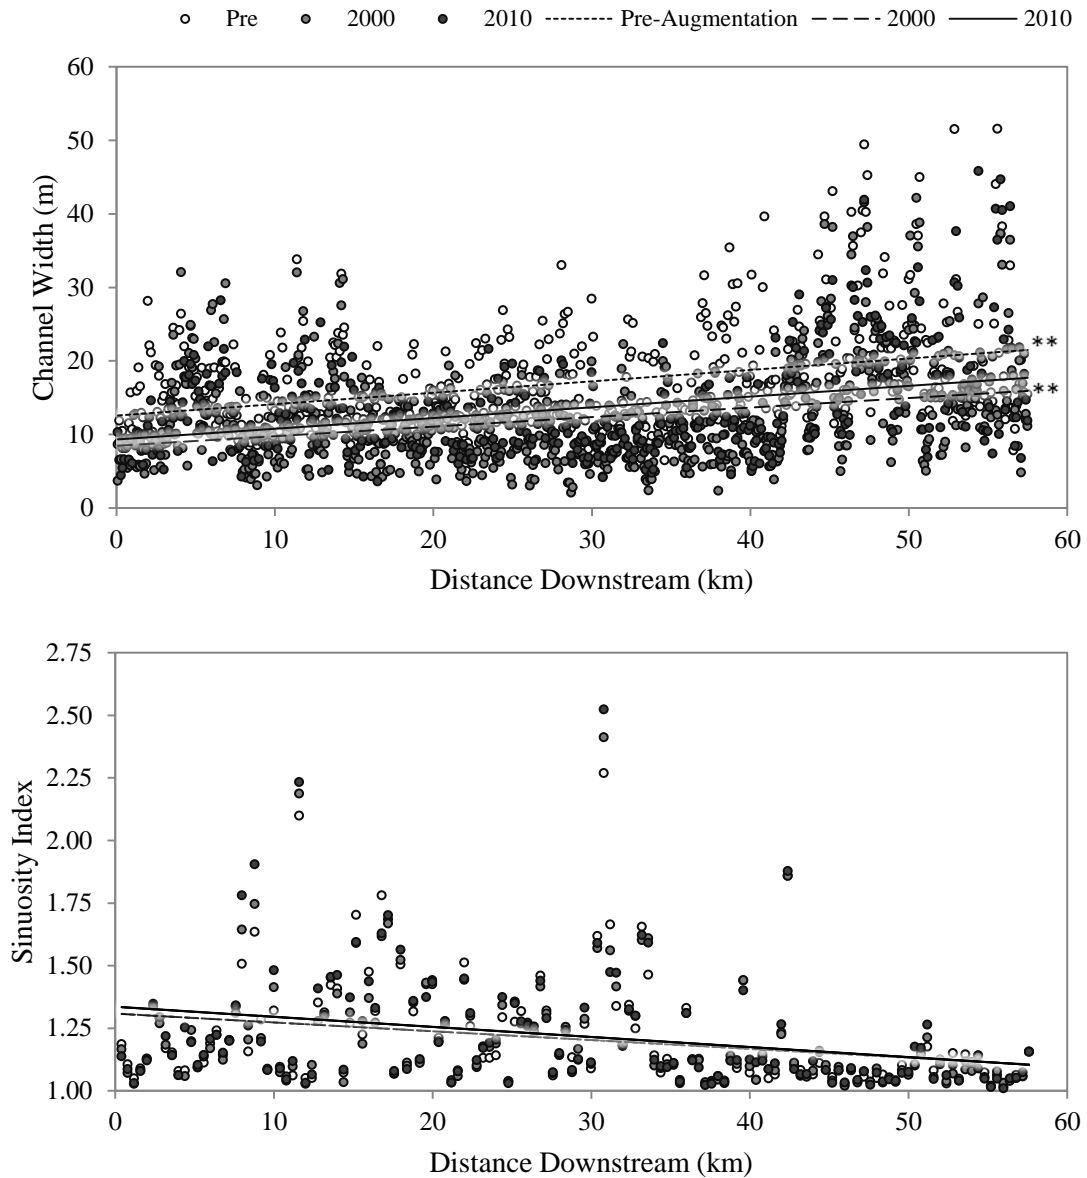 Pre 2000 2010 Pre-Augmentation 2000 2010
60
50
40
30
20
10
0
Channel Width (m)
**
**
0 10 20 30 40 50 60
Distance Downstream (km)
2.75
2.50
2.25
2.00
1.75
1.50
1.25
1.00
Sinuosity Index
0 10 20 30 40 50 60
Distance Downstream (km)